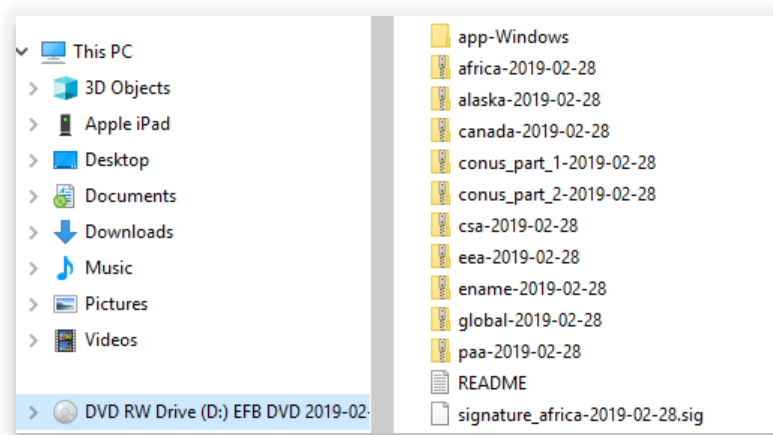 This PC
3D Objects
Apple iPad
Desktop
Documents
Downloads
Music
Pictures
Videos
DVD RW Drive (D:) EFB DVD 2019-02-
app-Windows
africa-2019-02-28
alaska-2019-02-28
canada-2019-02-28
conus_part_1-2019-02-28
conus_part_2-2019-02-28
csa-2019-02-28
eea-2019-02-28
ename-2019-02-28
global-2019-02-28
paa-2019-02-28
README
signature_africa-2019-02-28.sig